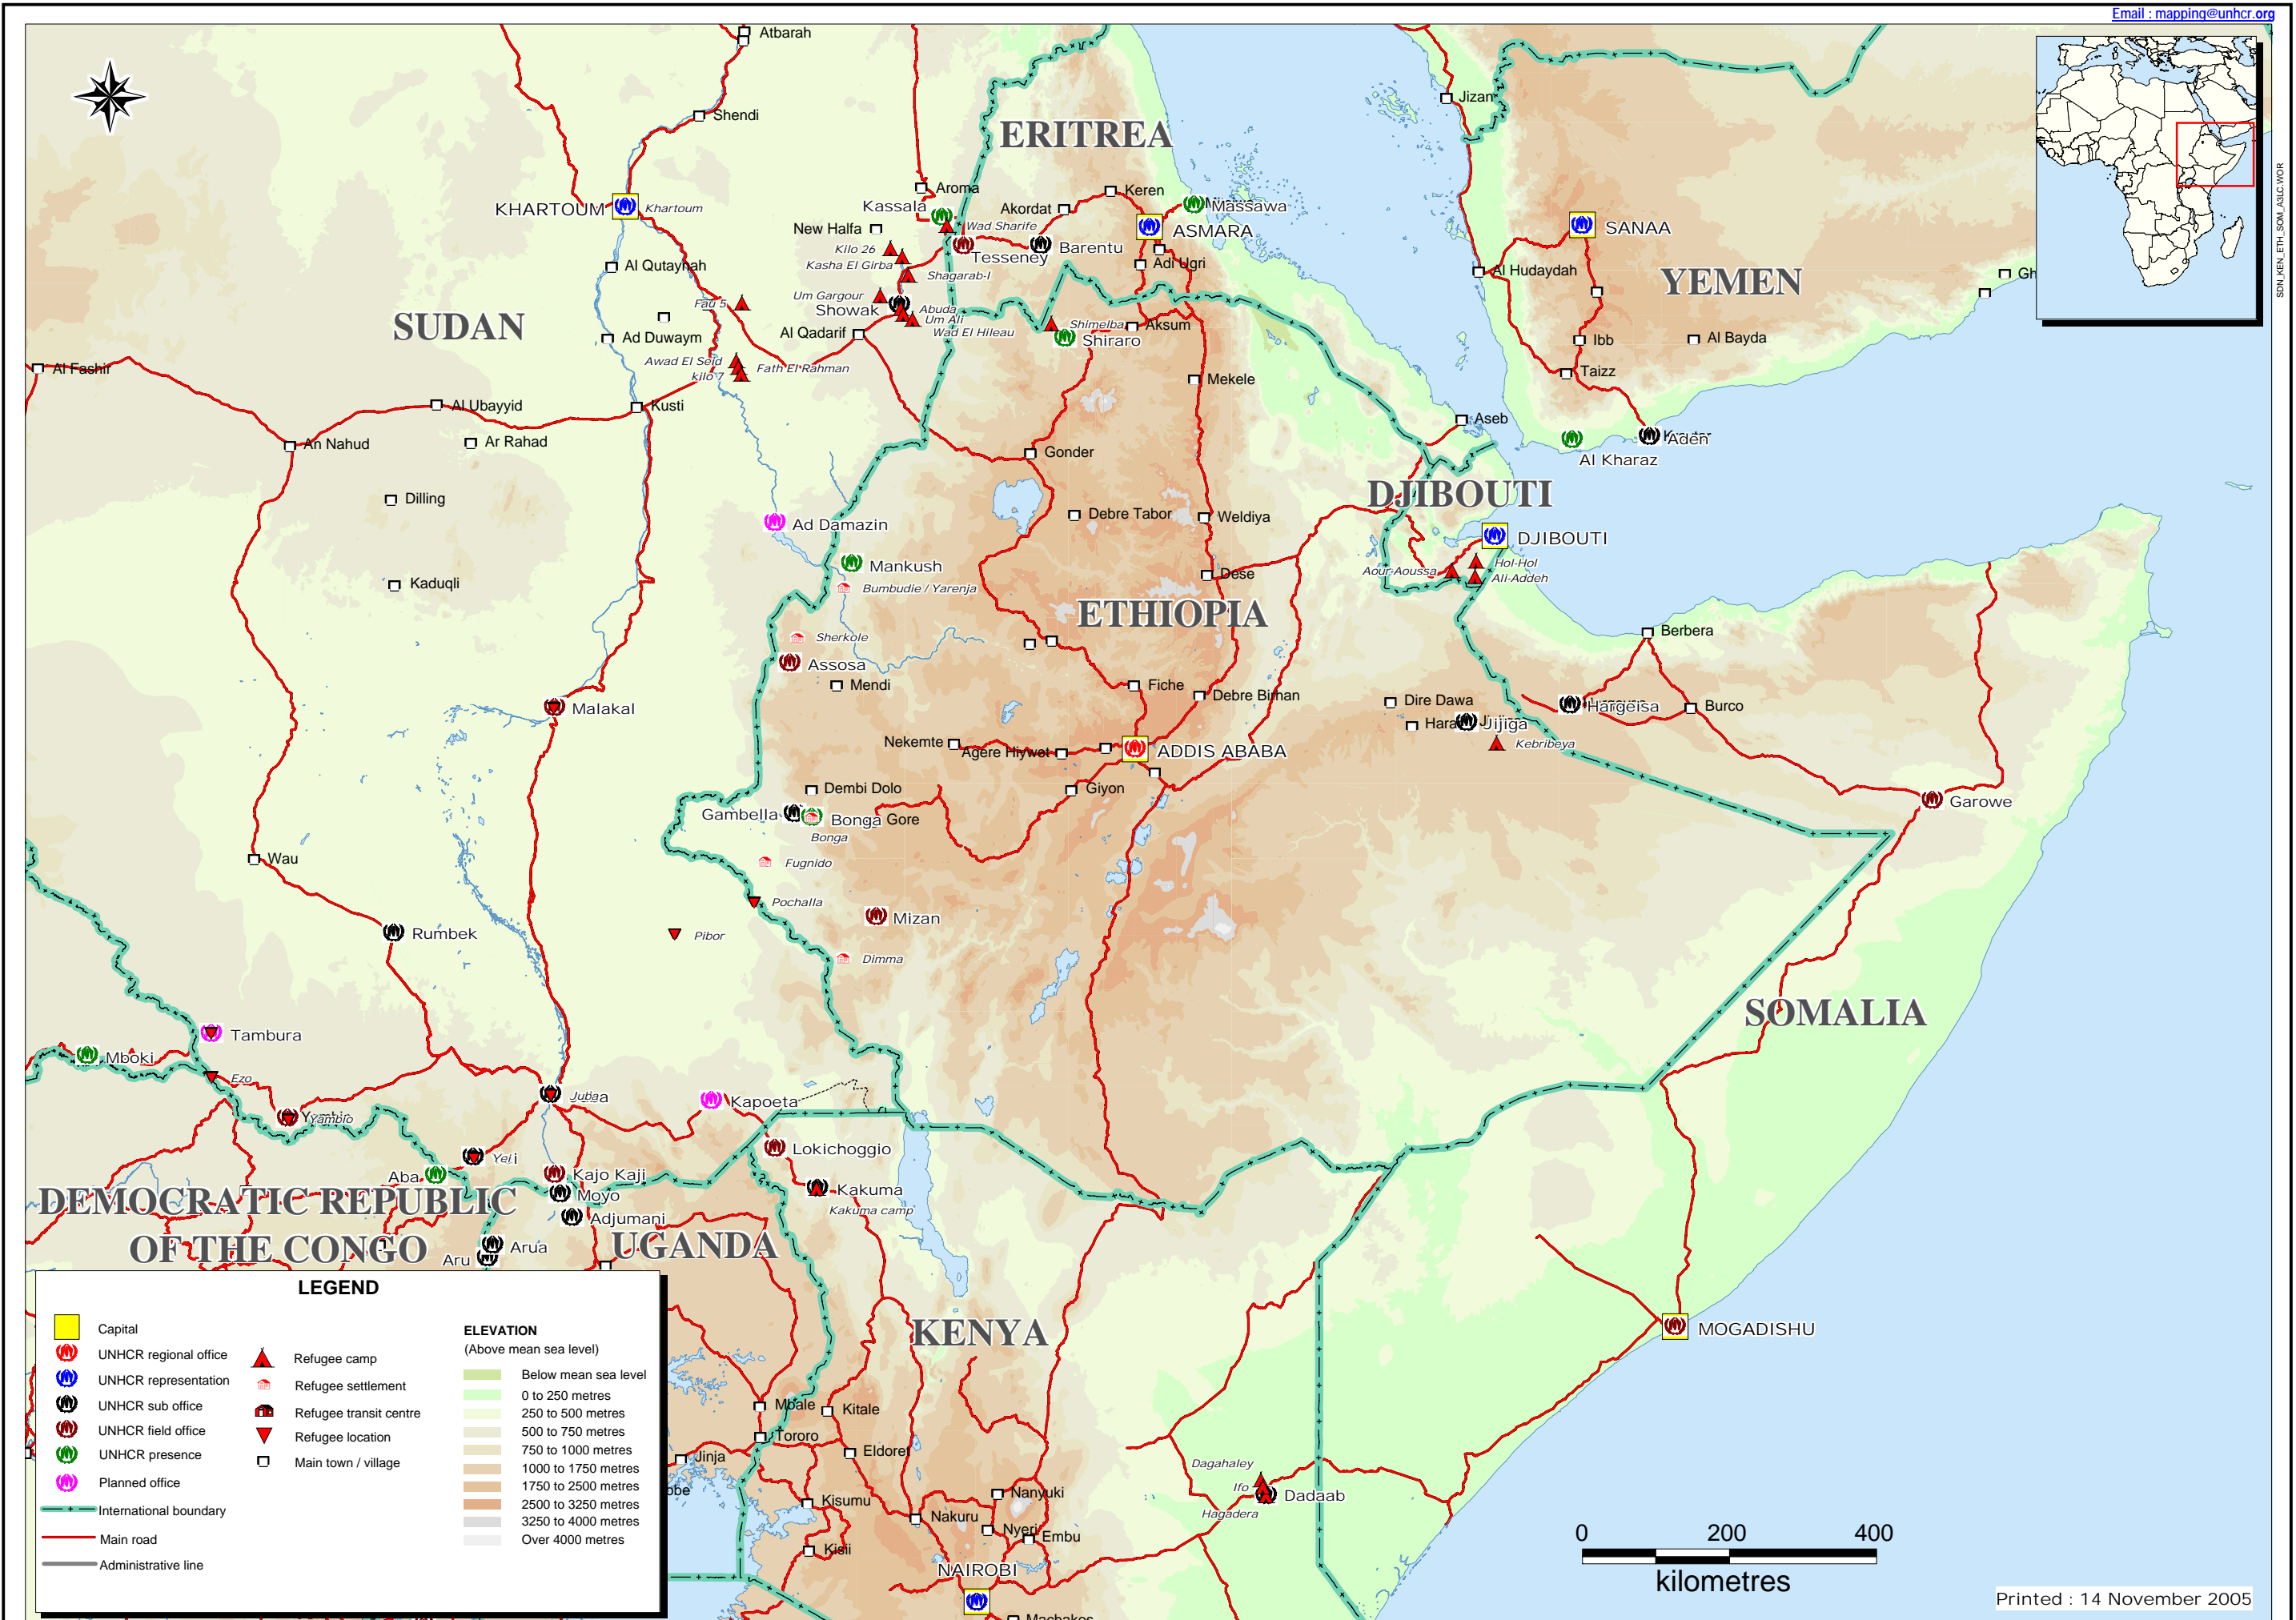 Email : mapping@unhcr.org
SDN_KEN_ETH_SOM_A3LC.WOR
Atbarah
Jizan
Shendi
ERITREA
Aroma
Keren
KHARTOUM
Khartoum
Kassala
Akordat
Massawa
New Halfa
Wad Sharife
ASMARA
SANAA
Kilo 26
Tesseney
Barentu
Al Qutaynah
Kasha El Girba
Adi Ugri
Al Hudaydah
YEMEN
Gh
Shagarab-I
Um Gargour
Fau 5
Showak
Abuda
Um Ali
SUDAN
Wad El Hileau
Shimelba
Aksum
Ad Duwaym
Al Qadarif
Shiraro
Ibb
Al Bayda
Awad El Seid
Fath El Rahman
kilo 7
Al Fashir
Mekele
Taizz
Al Ubayyid
Kusti
Aseb
An Nahud
Ar Rahad
Aden
Gonder
Al Kharaz
DJIBOUTI
Dilling
Ad Damazin
Debre Tabor
Weldiya
DJIBOUTI
Mankush
Hol-Hol
Aour-Aoussa
Ali-Addeh
Kaduqli
Bumbudie / Yarenja
Dese
ETHIOPIA
Sherkole
Berbera
Assosa
Mendi
Fiche
Debre Birhan
Dire Dawa
Malakal
Hargeisa
Burco
Hara
Jijiga
Nekemte
Agere Hiywet
ADDIS ABABA
Kebribeya
Dembi Dolo
Giyon
Garowe
Gambella
Bonga
Gore
Bonga
Wau
Fugnido
Pochalla
Mizan
Rumbek
Pibor
Dimma
SOMALIA
Tambura
Mboki
Ezo
Juba
Kapoeta
Yambio
Lokichoggio
Yei
Aba
Kajo Kaji
Kakuma
DEMOCRATIC REPUBLIC
Moyo
Kakuma camp
Adjumani
OF THE CONGO
Arua
UGANDA
Aru
KENYA
MOGADISHU
Mbale
Kitale
Tororo
Jinja
Eldoret
Dagahaley
bbe
Ifo
Dadaab
Kisumu
Nanyuki
Hagadera
Nakuru
Nyeri
Embu
Kisii
NAIROBI
Machakos
LEGEND
Capital
UNHCR regional office
UNHCR representation
UNHCR sub office
UNHCR field office
UNHCR presence
Planned office
International boundary
Main road
Administrative line
Refugee camp
Refugee settlement
Refugee transit centre
Refugee location
Main town / village
ELEVATION
(Above mean sea level)
Below mean sea level
0 to 250 metres
250 to 500 metres
500 to 750 metres
750 to 1000 metres
1000 to 1750 metres
1750 to 2500 metres
2500 to 3250 metres
3250 to 4000 metres
Over 4000 metres
0 200 400
kilometres
Printed : 14 November 2005